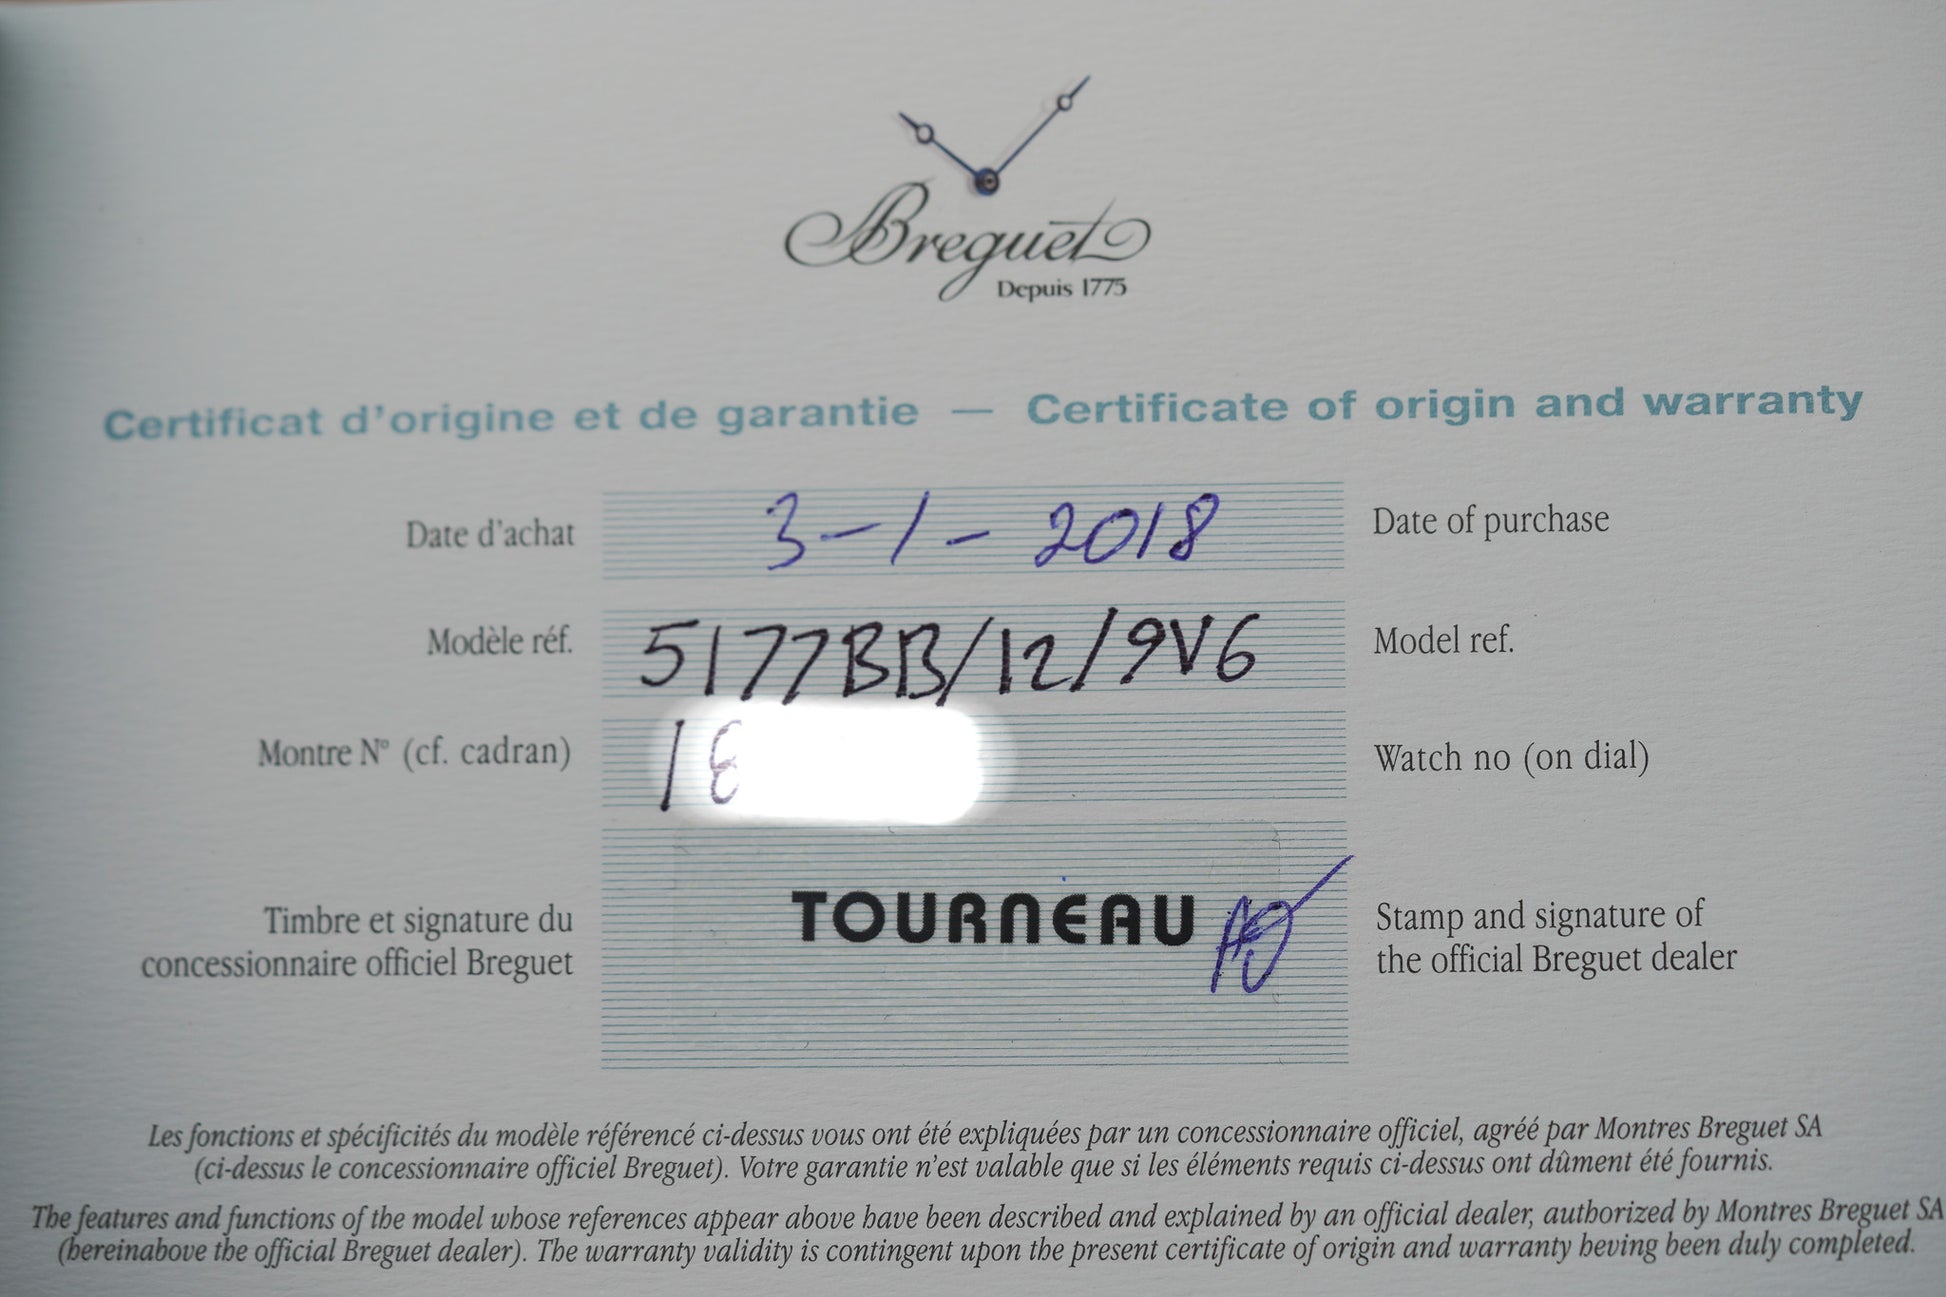 Breguet
Depuis 1775
Certificat d'origine et de garantie — Certificate of origin and warranty
Date d'achat 3-1-2018 Date of purchase
Modèle réf. 5177BB/12/9V6 Model ref.
Montre N° (cf. cadran) 18 Watch no (on dial)
TOURNEAU
Timbre et signature du Stamp and signature of
concessionnaire officiel Breguet the official Breguet dealer
Les fonctions et spécificités du modèle référencé ci-dessus vous ont été expliquées par un concessionnaire officiel, agréé par Montres Breguet SA
(ci-dessus le concessionnaire officiel Breguet). Votre garantie n'est valable que si les éléments requis ci-dessus ont dûment été fournis.
The features and functions of the model whose references appear above have been described and explained by an official dealer, authorized by Montres Breguet SA
(hereinabove the official Breguet dealer). The warranty validity is contingent upon the present certificate of origin and warranty heving been duly completed.